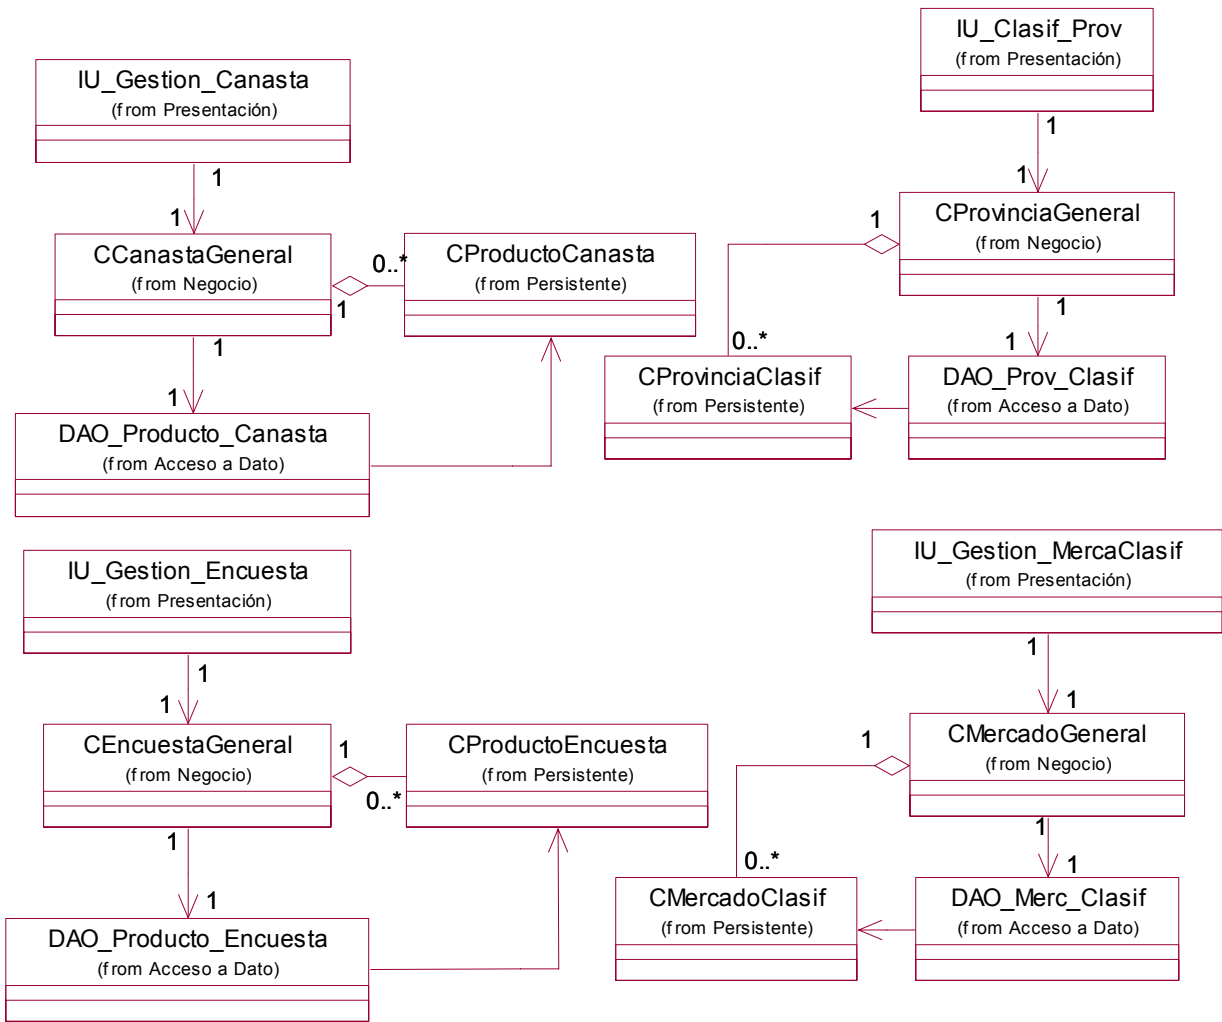 IU_Gestion_Canasta
(from Presentación)
1
1
CCanastaGeneral
(from Negocio)
1
0..*
CProductoCanasta
(from Persistente)
1
1
DAO_Producto_Canasta
(from Acceso a Dato)
IU_Clasif_Prov
(from Presentación)
1
1
1
CProvinciaGeneral
(from Negocio)
0..*
1
1
CProvinciaClasif
(from Persistente)
DAO_Prov_Clasif
(from Acceso a Dato)
IU_Gestion_Encuesta
(from Presentación)
1
1
CEncuestaGeneral
(from Negocio)
1
0..*
CProductoEncuesta
(from Persistente)
1
1
DAO_Producto_Encuesta
(from Acceso a Dato)
IU_Gestion_MercaClasif
(from Presentación)
1
1
1
CMercadoGeneral
(from Negocio)
0..*
1
1
CMercadoClasif
(from Persistente)
DAO_Merc_Clasif
(from Acceso a Dato)